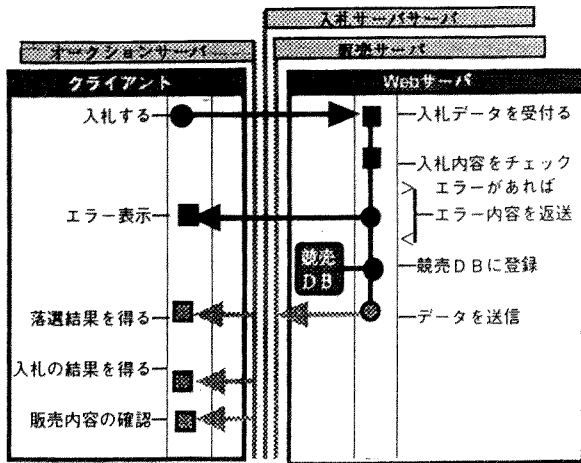 入札サーバサーバ
オークションサーバ
販売サーバ
クライアント
Webサーバ
入札する
入札データを受付る
入札内容をチェック
エラーがあれば
エラー表示
エラー内容を返送
競売
DB
競売DBに登録
落選結果を得る
データを送信
入札の結果を得る
販売内容の確認